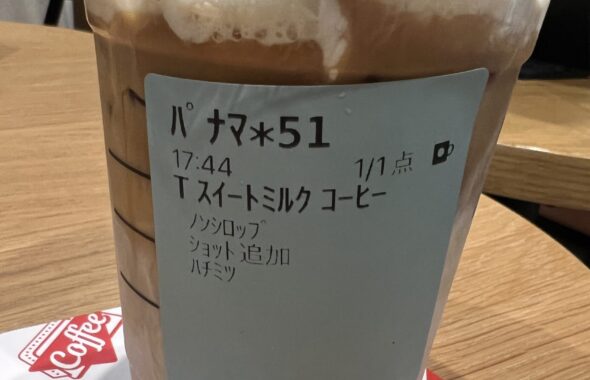 パナマ*51
17:44 1/1点
T スイートミルク コーヒー
ノンシロップ
ショット追加
ハチミツ
Coffee